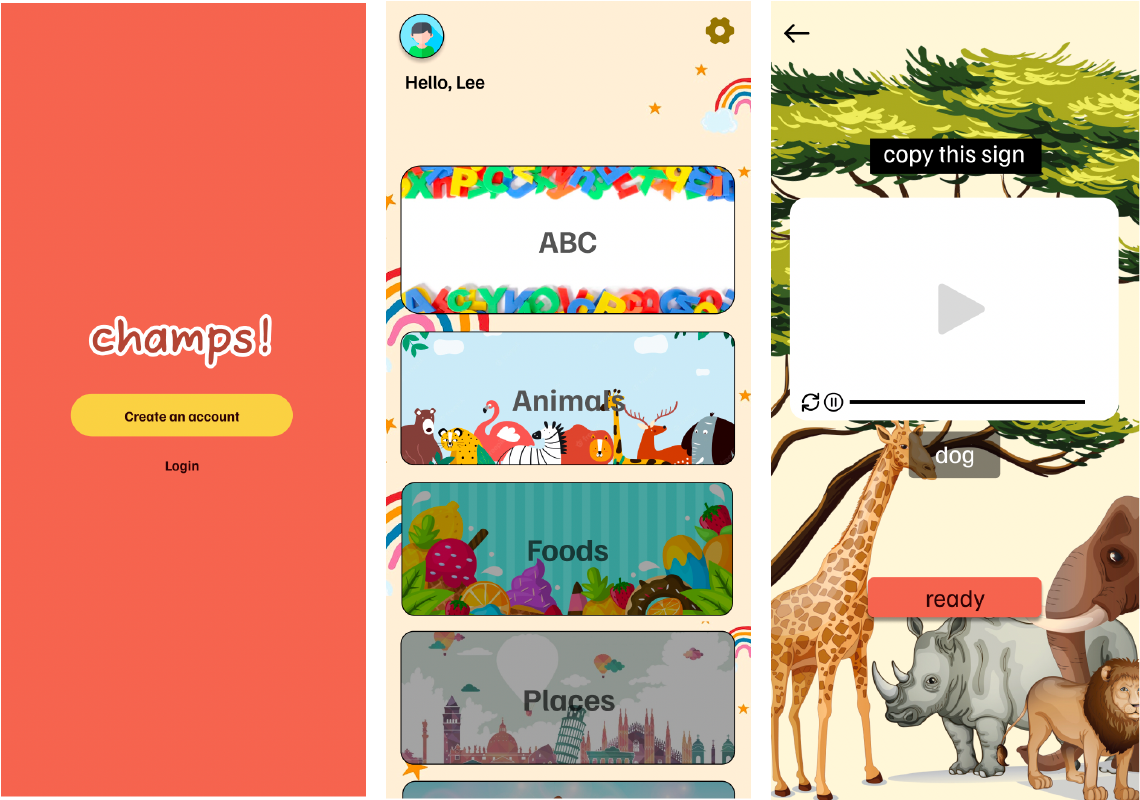 champs!
Create an account
Login
Hello, Lee
ABC
Animals
Foods
Places
copy this sign
dog
ready